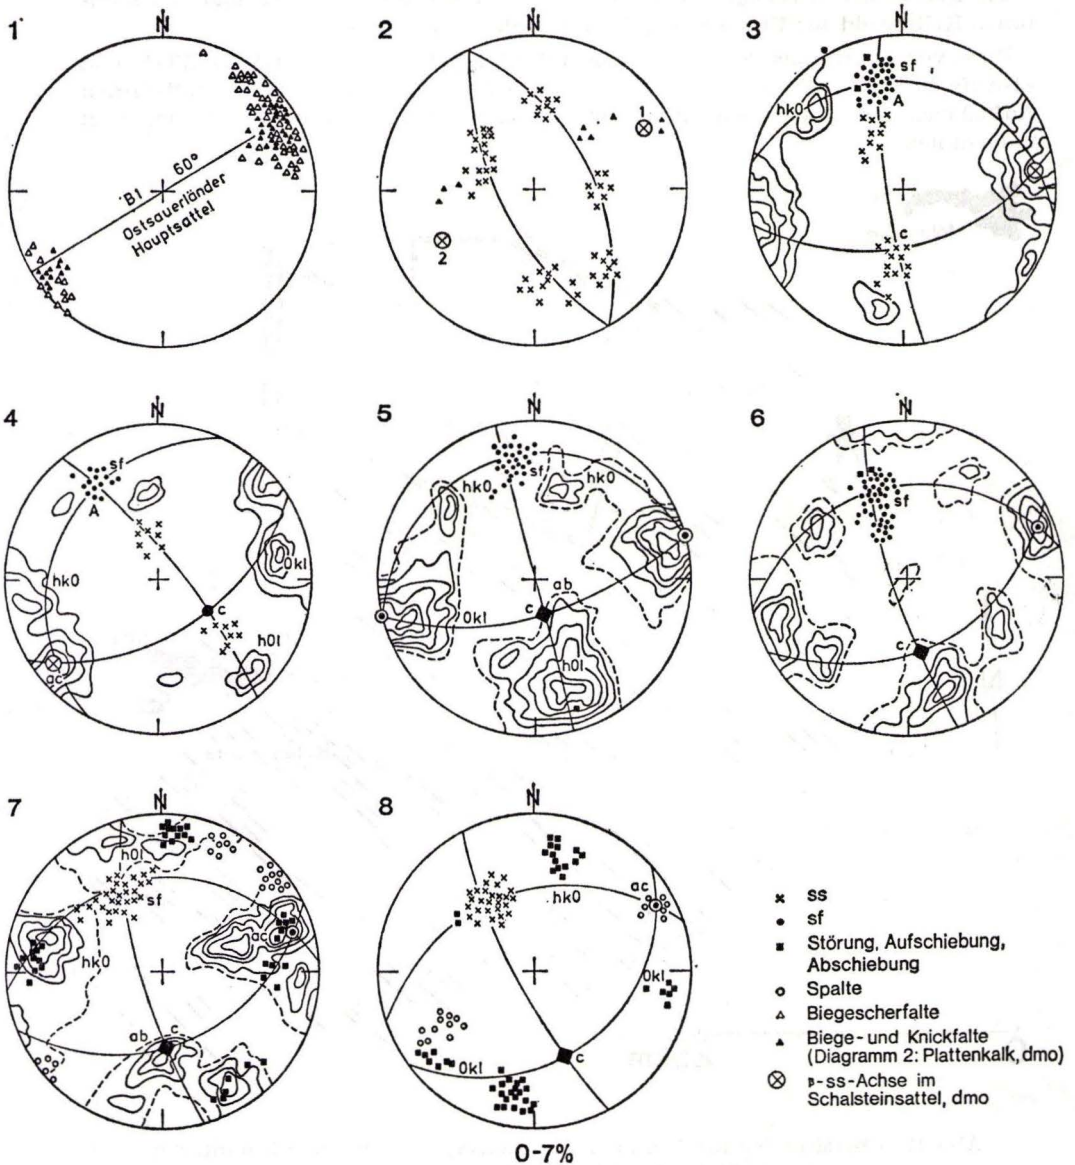 1
N
B1 60°
Ostsauerländer
Hauptsattel
2
N
1
2
3
N
sf
A
hk0
c
4
N
sf
A
hk0
0kl
c
h0l
ac
5
N
sf
hk0
hk0
ab
c
0kl
h0l
6
N
sf
c
7
N
h0l
sf
ac
hk0
ab
c
8
N
hk0
ac
0kl
0kl
c
0-7%
ss
sf
Störung, Aufschiebung,
Abschiebung
Spalte
Biegescherfalte
Biege- und Knickfalte
(Diagramm 2: Plattenkalk, dmo)
β-ss-Achse im
Schalsteinsattel, dmo